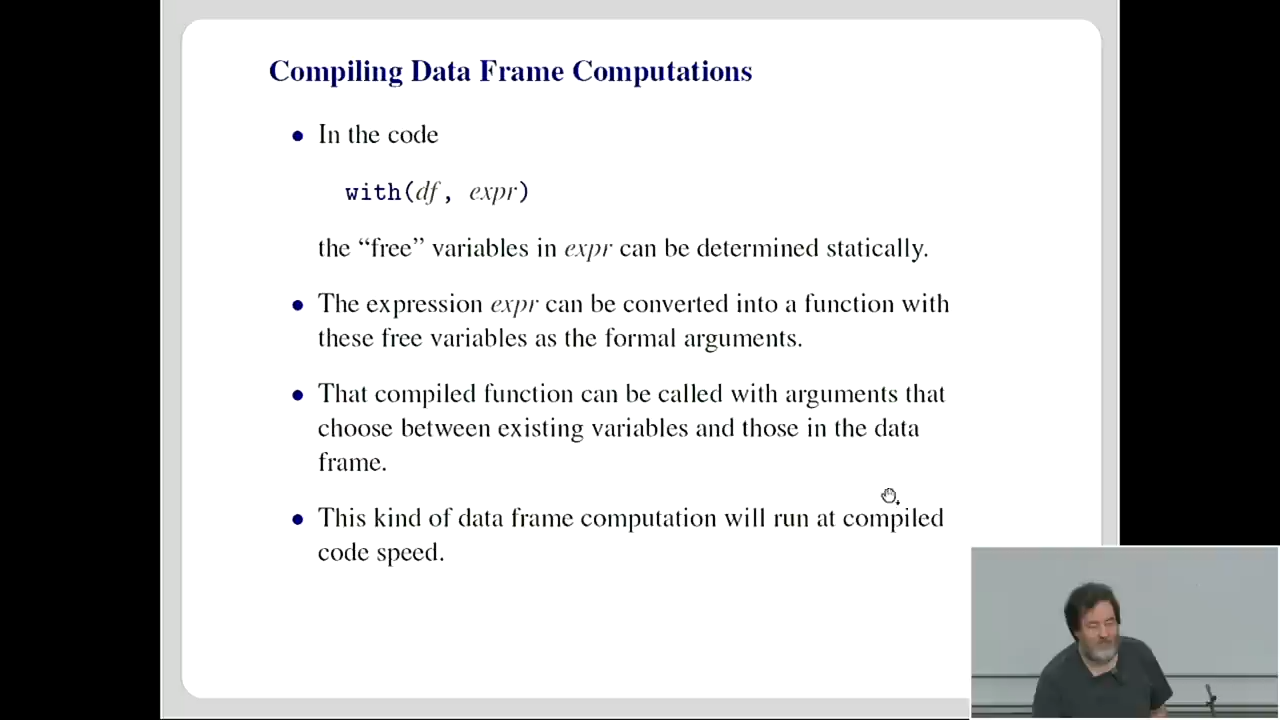 Compiling Data Frame Computations
• In the code
with(df, expr)
the “free” variables in expr can be determined statically.
• The expression expr can be converted into a function with
these free variables as the formal arguments.
• That compiled function can be called with arguments that
choose between existing variables and those in the data
frame.
• This kind of data frame computation will run at compiled
code speed.